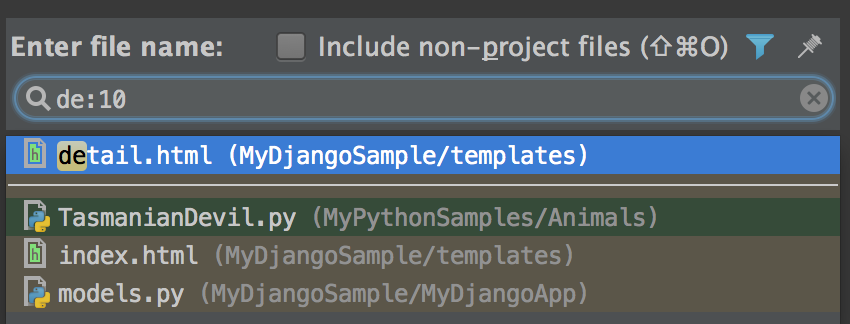 Enter file name: Include non-project files (⇧⌘O)
de:10
detail.html (MyDjangoSample/templates)
TasmanianDevil.py (MyPythonSamples/Animals)
index.html (MyDjangoSample/templates)
models.py (MyDjangoSample/MyDjangoApp)